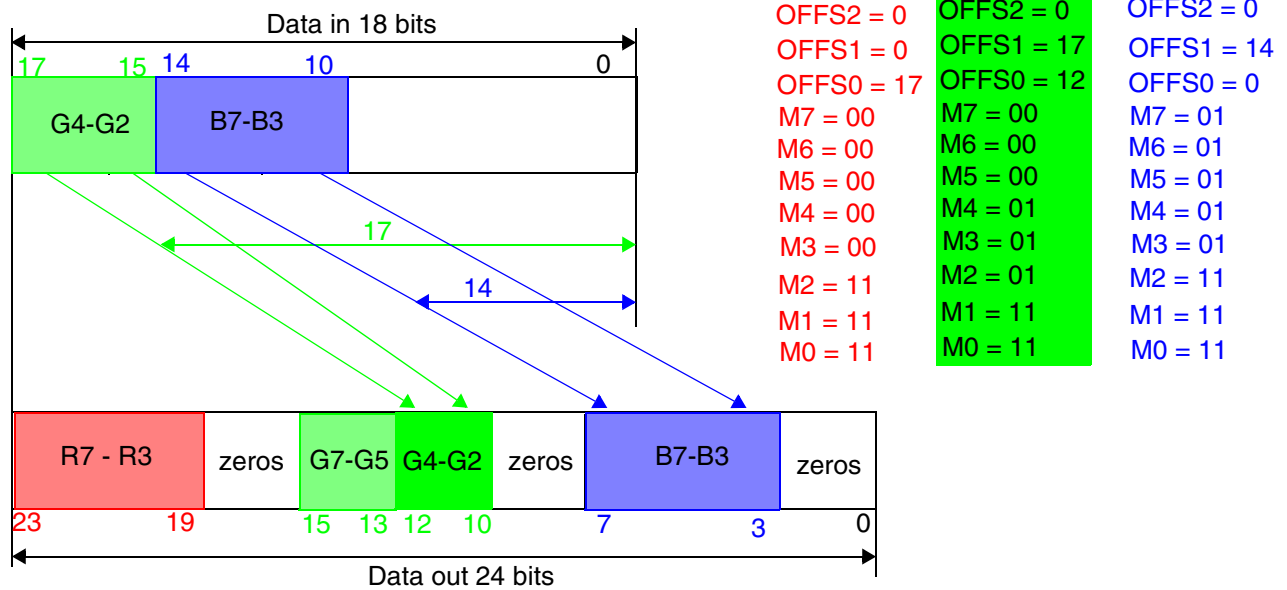 Data in 18 bits
17 15 14 10 0
G4-G2 B7-B3
17
14
R7 - R3 zeros G7-G5 G4-G2 zeros B7-B3 zeros
23 19 15 13 12 10 7 3 0
Data out 24 bits
OFFS2 = 0 OFFS2 = 0 OFFS2 = 0
OFFS1 = 0 OFFS1 = 17 OFFS1 = 14
OFFS0 = 17 OFFS0 = 12 OFFS0 = 0
M7 = 00 M7 = 00 M7 = 01
M6 = 00 M6 = 00 M6 = 01
M5 = 00 M5 = 00 M5 = 01
M4 = 00 M4 = 01 M4 = 01
M3 = 00 M3 = 01 M3 = 01
M2 = 11 M2 = 01 M2 = 11
M1 = 11 M1 = 11 M1 = 11
M0 = 11 M0 = 11 M0 = 11